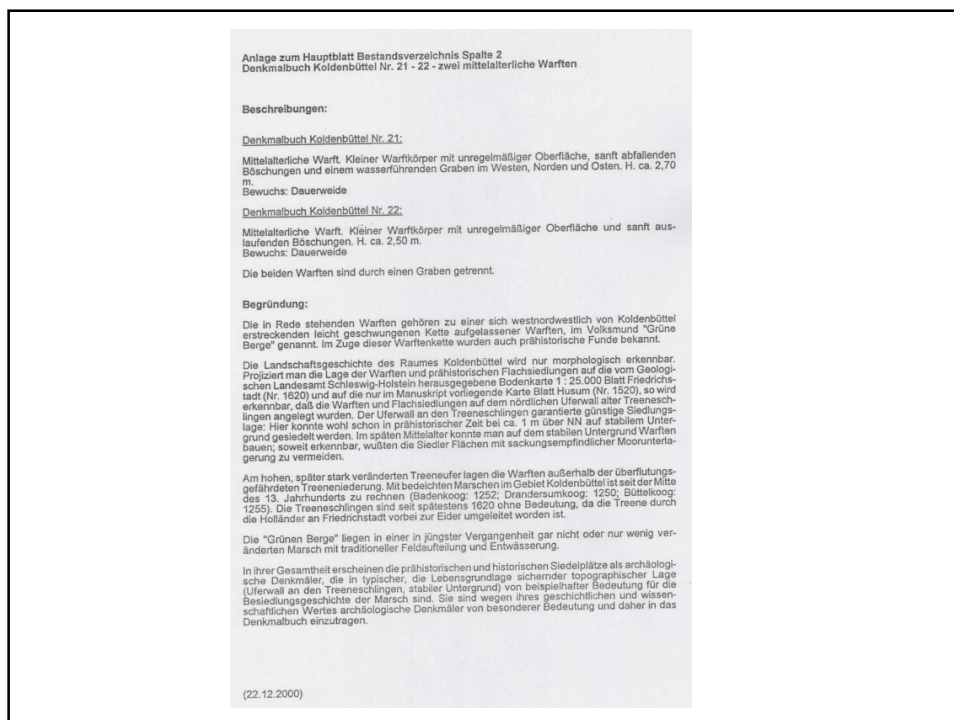 Anlage zum Hauptblatt Bestandsverzeichnis Spalte 2
Denkmalbuch Koldenbüttel Nr. 21 - 22 - zwei mittelalterliche Warften
Beschreibungen:
Denkmalbuch Koldenbüttel Nr. 21:
Mittelalterliche Warft. Kleiner Warftkörper mit unregelmäßiger Oberfläche, sanft abfallenden
Böschungen und einem wasserführenden Graben im Westen, Norden und Osten. H. ca. 2,70
m.
Bewuchs: Dauerweide
Denkmalbuch Koldenbüttel Nr. 22:
Mittelalterliche Warft. Kleiner Warftkörper mit unregelmäßiger Oberfläche und sanft aus-
laufenden Böschungen. H. ca. 2,50 m.
Bewuchs: Dauerweide
Die beiden Warften sind durch einen Graben getrennt.
Begründung:
Die in Rede stehenden Warften gehören zu einer sich westnordwestlich von Koldenbüttel
erstreckenden leicht geschwungenen Kette aufgelassener Warften, im Volksmund "Grüne
Berge" genannt. Im Zuge dieser Warftenkette wurden auch prähistorische Funde bekannt.
Die Landschaftsgeschichte des Raumes Koldenbüttel wird nur morphologisch erkennbar.
Projiziert man die Lage der Warften und prähistorischen Flachsiedlungen auf die vom Geologi-
schen Landesamt Schleswig-Holstein herausgegebene Bodenkarte 1 : 25.000 Blatt Friedrichs-
stadt (Nr. 1620) und auf die nur im Manuskript vorliegende Karte Blatt Husum (Nr. 1520), so wird
erkennbar, daß die Warften und Flachsiedlungen auf dem nördlichen Uferwall alter Treenesch-
lingen angelegt wurden. Der Uferwall an den Treeneschlingen garantierte günstige Siedlungs-
lage: Hier konnte wohl schon in prähistorischer Zeit bei ca. 1 m über NN auf stabilem Unter-
grund gesiedelt werden. Im späten Mittelalter konnte man auf dem stabilen Untergrund Warften
bauen; soweit erkennbar, wußten die Siedler Flächen mit sackungsempfindlicher Moorunterla-
gerung zu vermeiden.
Am hohen, später stark veränderten Treeneufer lagen die Warften außerhalb der überflutungs-
gefährdeten Treeneniederung. Mit bedeichten Marschen im Gebiet Koldenbüttel ist seit der Mitte
des 13. Jahrhunderts zu rechnen (Badenkoog: 1252; Drandersumkoog: 1250; Büttelkoog:
1255). Die Treeneschlingen sind seit spätestens 1620 ohne Bedeutung, da die Treene durch
die Holländer an Friedrichstadt vorbei zur Eider umgeleitet worden ist.
Die "Grünen Berge" liegen in einer in jüngster Vergangenheit gar nicht oder nur wenig ver-
änderten Marsch mit traditioneller Feldaufteilung und Entwässerung.
In ihrer Gesamtheit erscheinen die prähistorischen und historischen Siedelplätze als archäologi-
sche Denkmäler, die in typischer, die Lebensgrundlage sichernder topographischer Lage
(Uferwall an den Treeneschlingen, stabiler Untergrund) von beispielhafter Bedeutung für die
Besiedlungsgeschichte der Marsch sind. Sie sind wegen ihres geschichtlichen und wissen-
schaftlichen Wertes archäologische Denkmäler von besonderer Bedeutung und daher in das
Denkmalbuch einzutragen.
(22.12.2000)